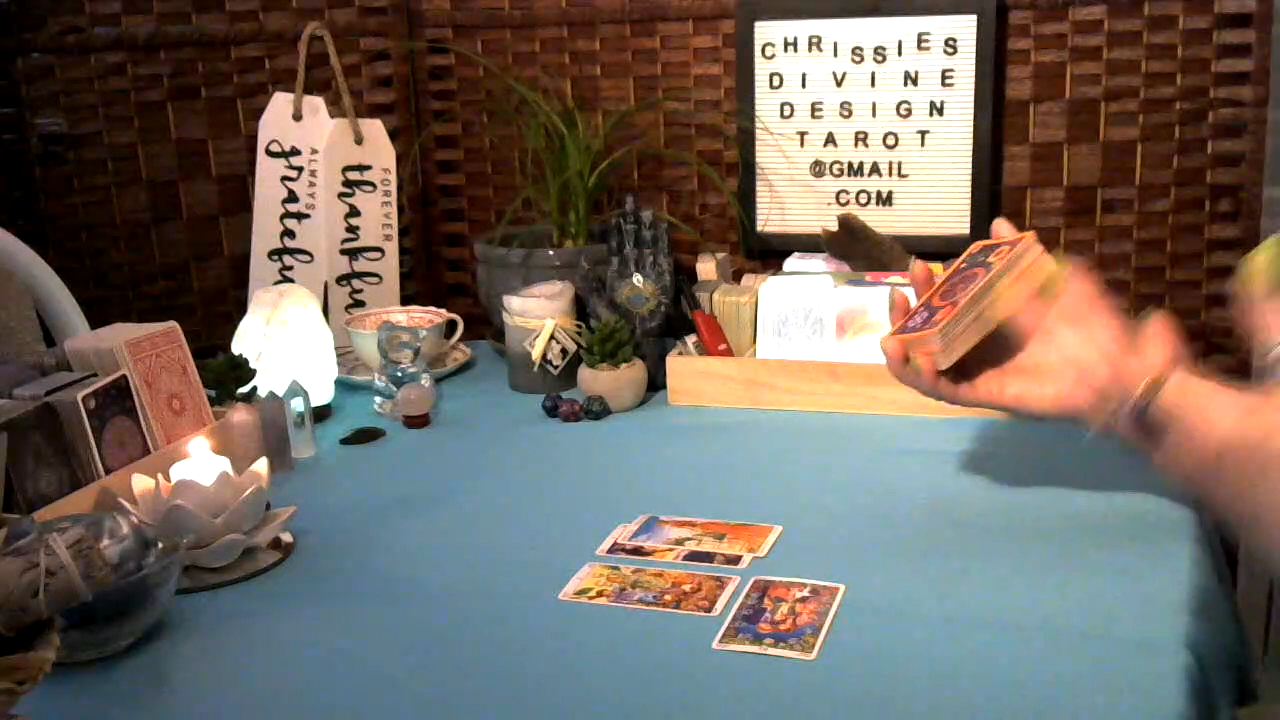 ALWAYS
grateful
FOREVER
thankful
CHRISSIES
DIVINE
DESIGN
TAROT
@GMAIL
.COM